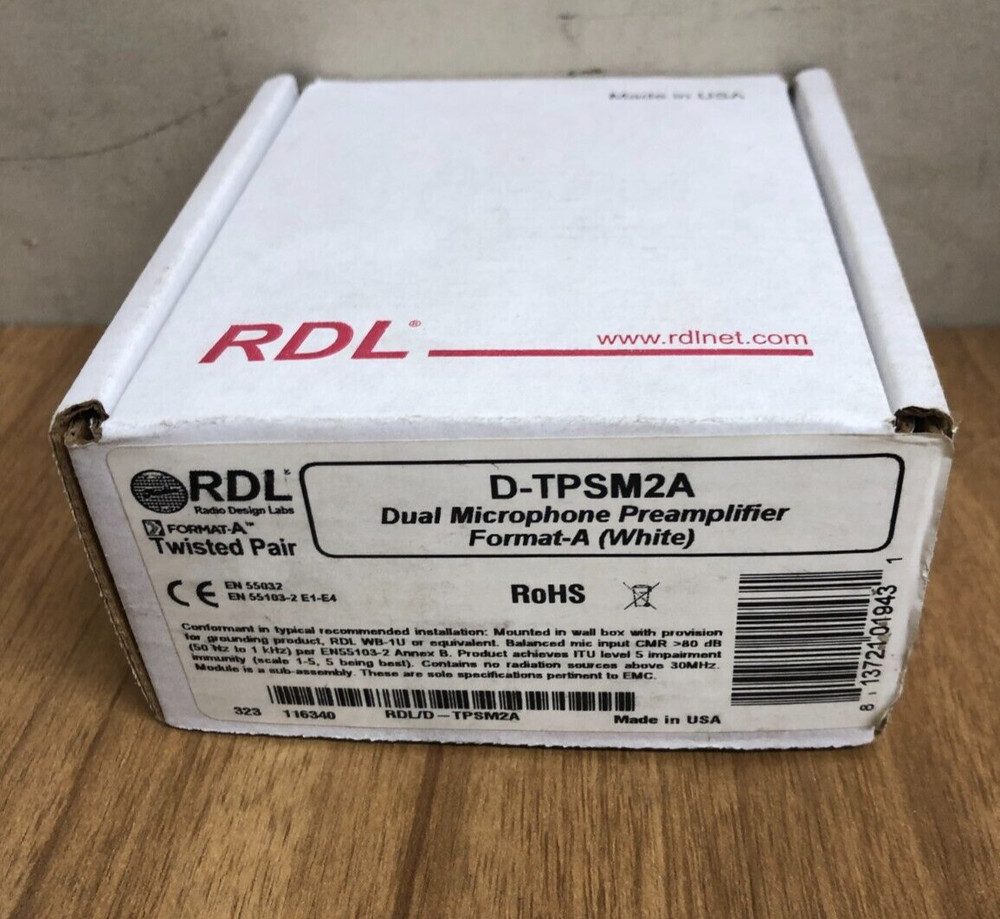 Made in USA
RDL®
www.rdlnet.com
RDL®
Radio Design Labs
FORMAT-A™
Twisted Pair
D-TPSM2A
Dual Microphone Preamplifier
Format-A (White)
CE EN 55032
EN 55103-2 E1-E4
RoHS
Conformant in typical recommended installation: Mounted in wall box with provision
for grounding product, RDL WB-1U or equivalent. Balanced mic input CMR >80 dB
(50 Hz to 1 kHz) per EN55103-2 Annex B. Product achieves ITU level 5 impairment
immunity (scale 1-5, 5 being best). Contains no radiation sources above 30MHz.
Module is a sub-assembly. These are sole specifications pertinent to EMC.
323 116340 RDL/D-TPSM2A
Made in USA
8 13721 01943 1